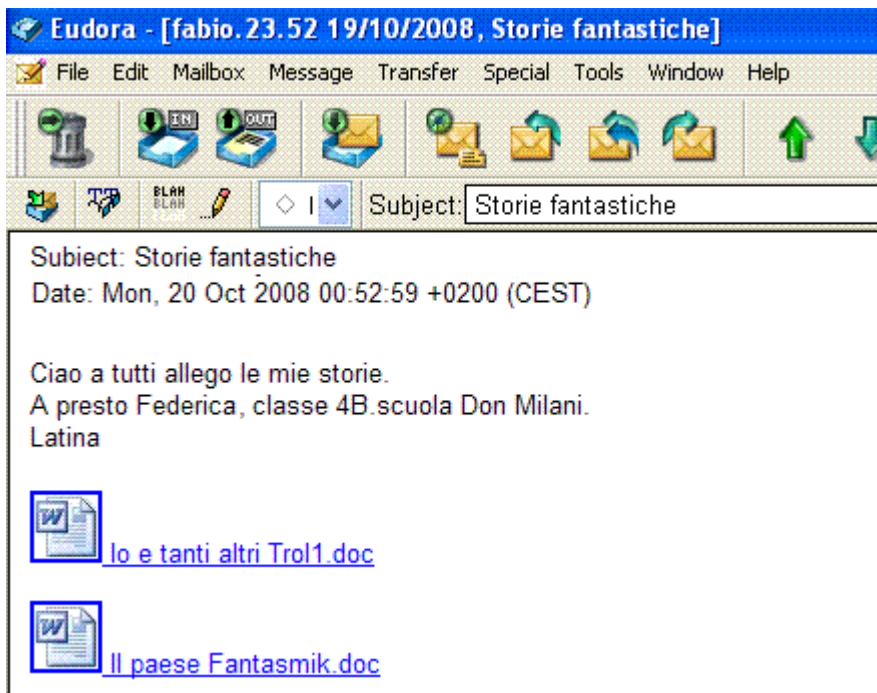 Eudora - [fabio.23.52 19/10/2008, Storie fantastiche]
File Edit Mailbox Message Transfer Special Tools Window Help
IN OUT
BLAH
BLAH
Subject: Storie fantastiche
Subiect: Storie fantastiche
Date: Mon, 20 Oct 2008 00:52:59 +0200 (CEST)
Ciao a tutti allego le mie storie.
A presto Federica, classe 4B.scuola Don Milani.
Latina
Io e tanti altri Trol1.doc
Il paese Fantasmik.doc